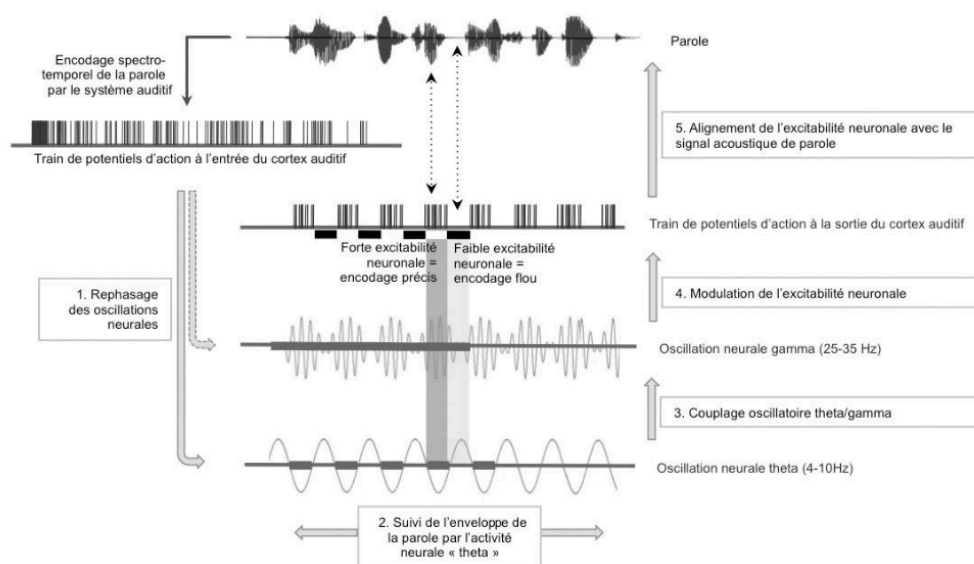 Parole
Encodage spectro-
temporel de la parole
par le système auditif
Train de potentiels d'action à l'entrée du cortex auditif
5. Alignement de l'excitabilité neuronale avec le
signal acoustique de parole
Train de potentiels d'action à la sortie du cortex auditif
Forte excitabilité
neuronale =
encodage précis
Faible excitabilité
neuronale =
encodage flou
1. Rephasage
des oscillations
neurales
4. Modulation de l'excitabilité neuronale
Oscillation neurale gamma (25-35 Hz)
3. Couplage oscillatoire theta/gamma
Oscillation neurale theta (4-10Hz)
2. Suivi de l'enveloppe de
la parole par l'activité
neurale « theta »